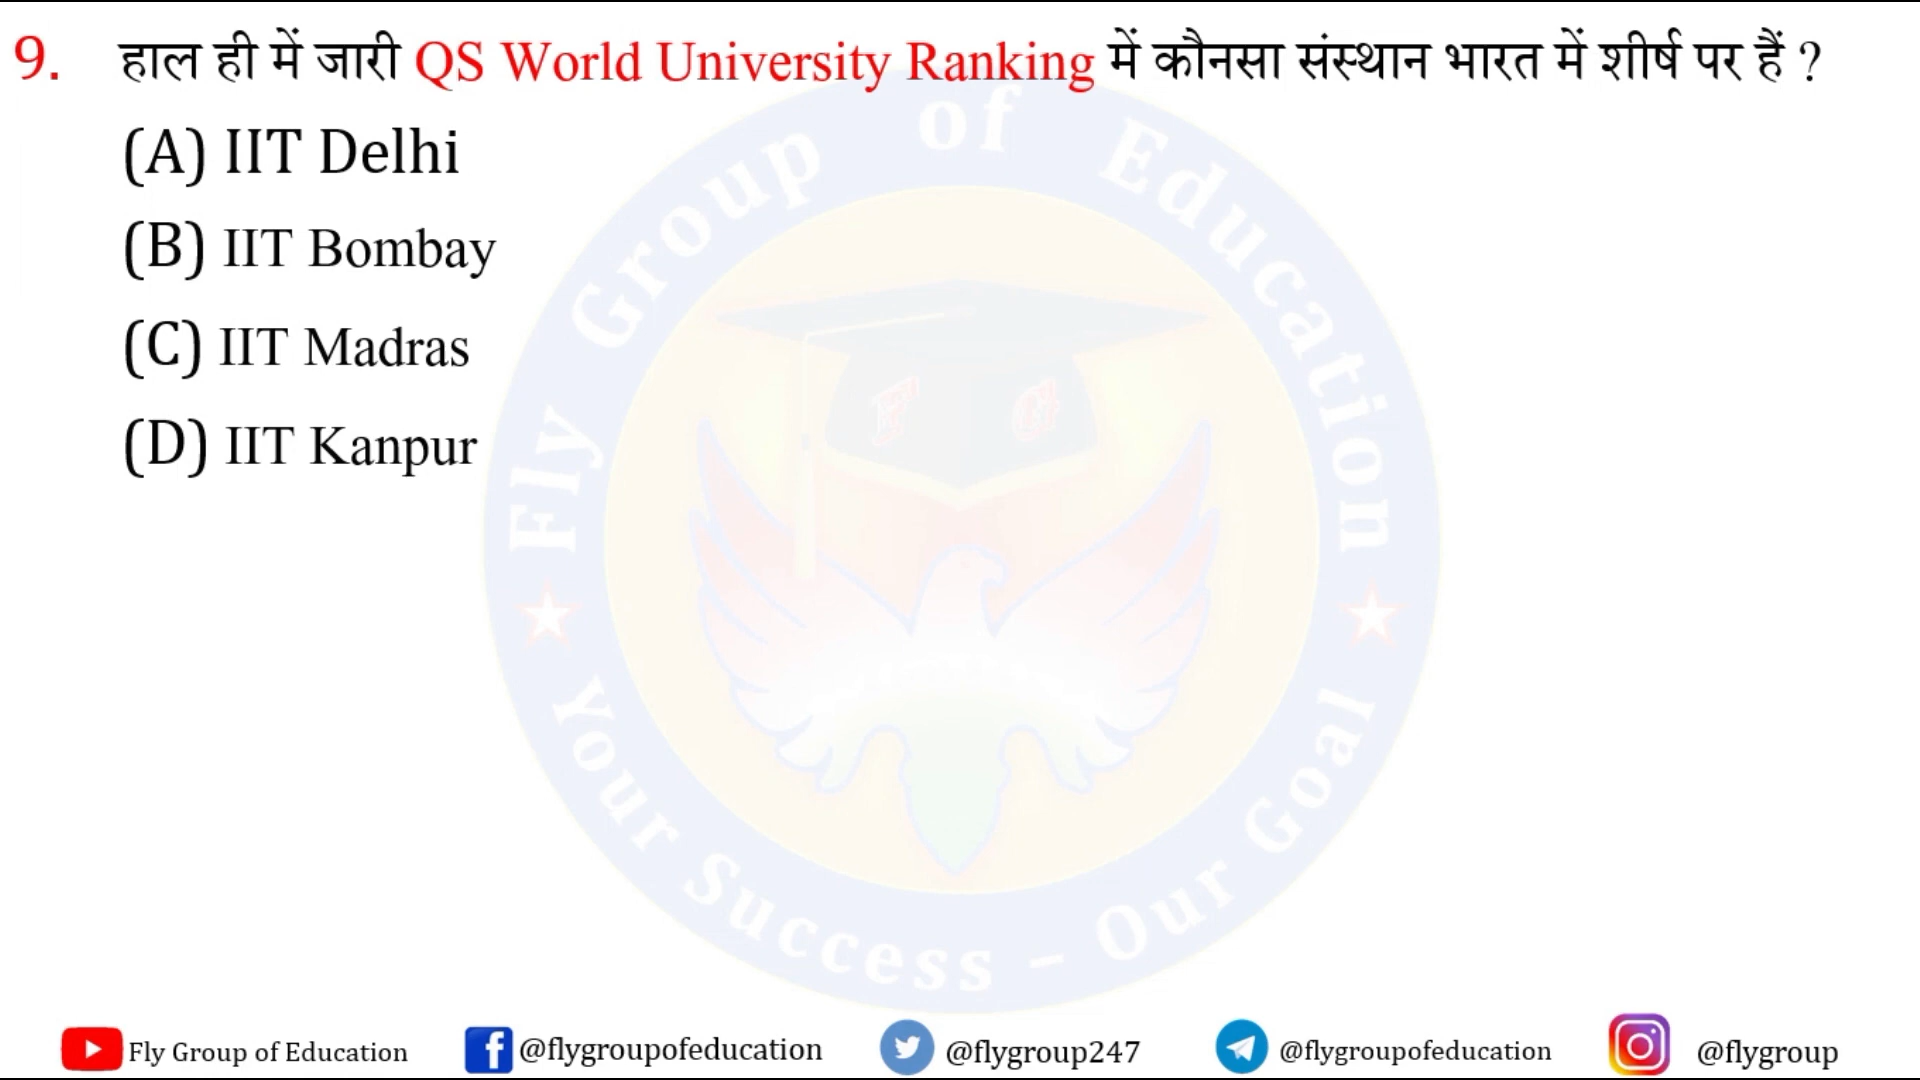 9. हाल ही में जारी QS World University Ranking में कौनसा संस्थान भारत में शीर्ष पर हैं ?
(A) IIT Delhi
(B) IIT Bombay
(C) IIT Madras
(D) IIT Kanpur
Fly Group of Education
F G
Your Success – Our Goal
Fly Group of Education @flygroupofeducation @flygroup247 @flygroupofeducation @flygroup